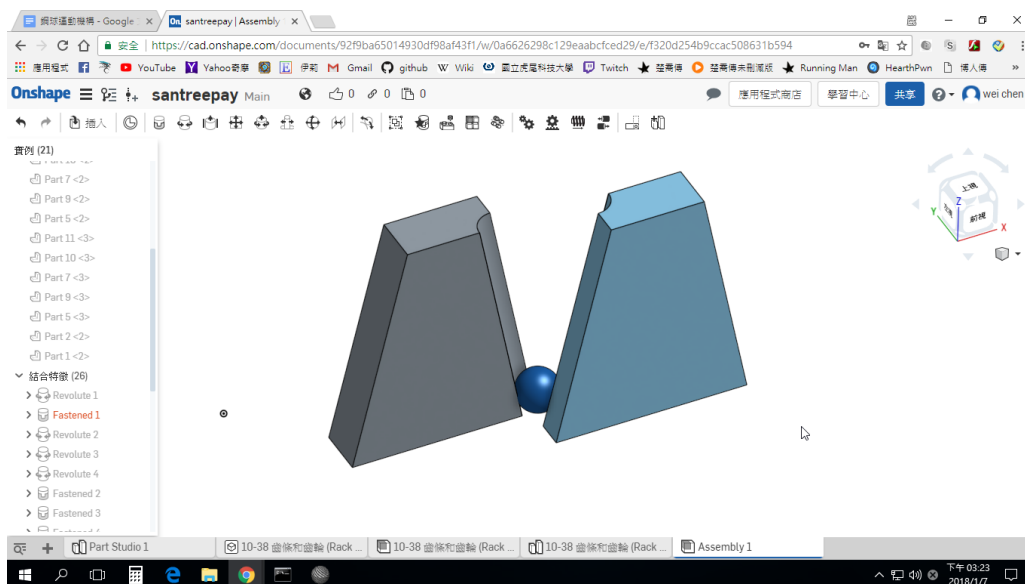 鋼球運動機構 - Google
santreepay | Assembly
安全 | https://cad.onshape.com/documents/92f9ba65014930df98af43f1/w/0a6626298c129eaabcfced29/e/f320d254b9ccac508631b594
應用程式 YouTube Yahoo奇摩 伊莉 Gmail github Wiki 國立虎尾科技大學 Twitch 楚喬傳 楚喬傳未刪減版 Running Man HearthPwn 博人傳 »
Onshape santreepay Main 0 0 0 應用程式商店 學習中心 共享 wei chen
插入
實例 (21)
Part 7 <2>
Part 9 <2>
Part 5 <2>
Part 11 <3>
Part 10 <3>
Part 7 <3>
Part 9 <3>
Part 5 <3>
Part 2 <2>
Part 1 <2>
結合特徵 (26)
Revolute 1
Fastened 1
Revolute 2
Revolute 3
Revolute 4
Fastened 2
Fastened 3
上視
前視
Z
Y
X
Part Studio 1 10-38 齒條和齒輪 (Rack ... 10-38 齒條和齒輪 (Rack ... 10-38 齒條和齒輪 (Rack ... Assembly 1
下午 03:23
2018/1/7